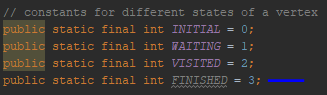 // constants for different states of a vertex
public static final int INITIAL = 0;
public static final int WAITING = 1;
public static final int VISITED = 2;
public static final int FINISHED = 3;